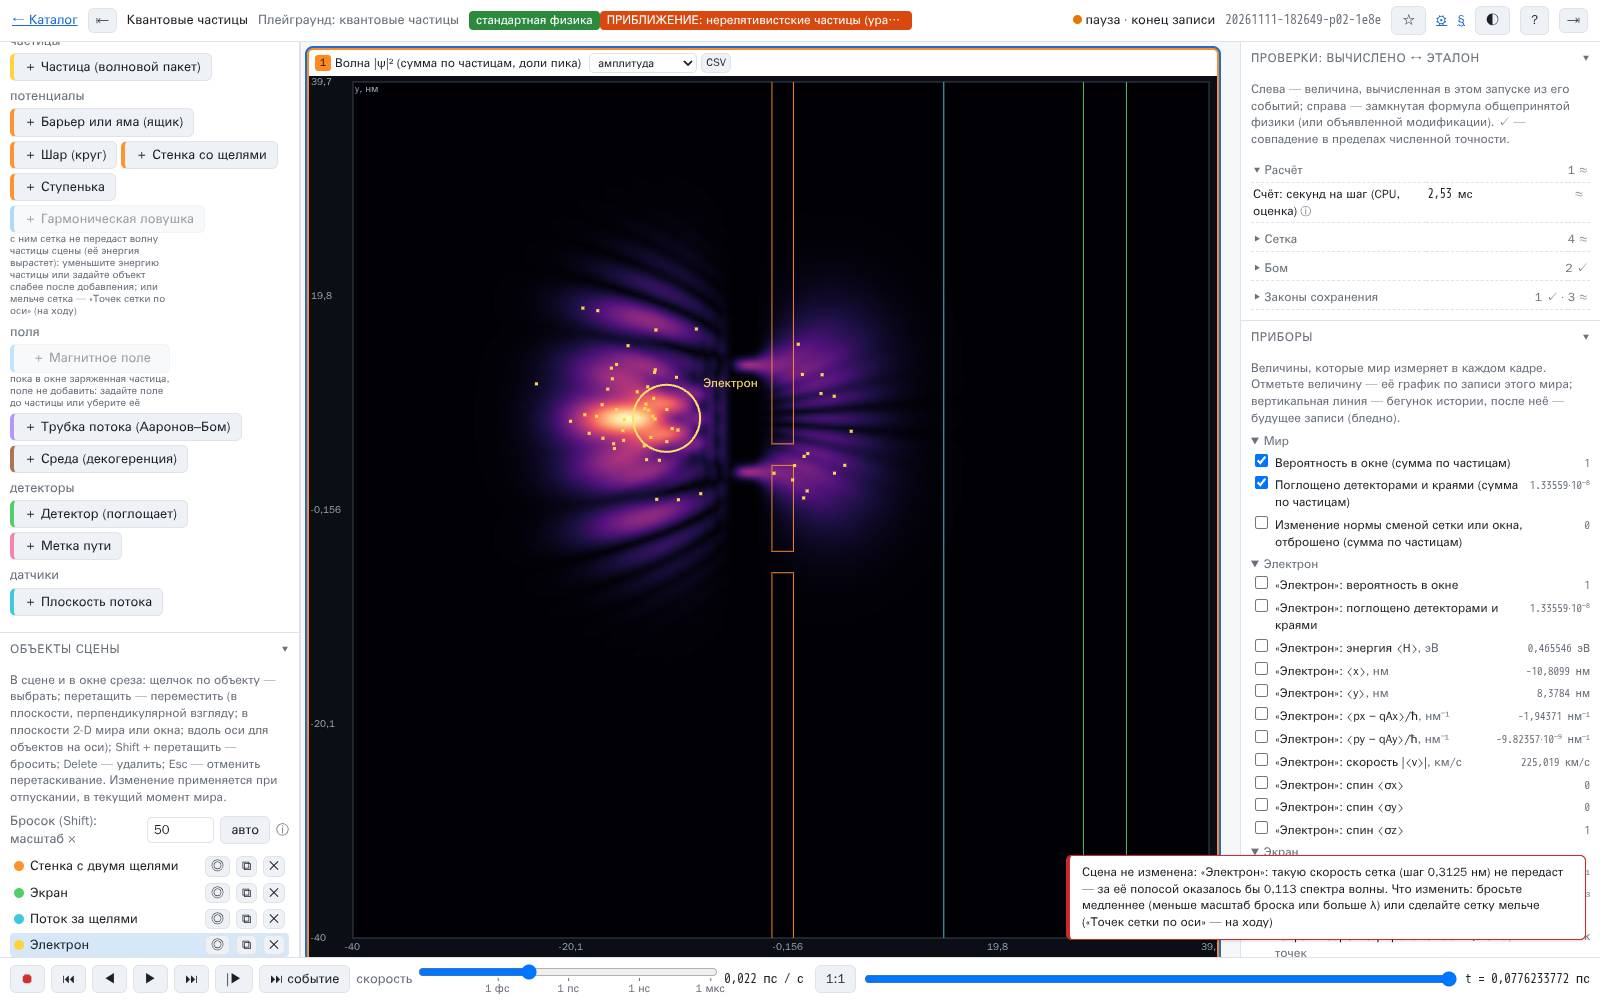 ← Каталог
⇤
Квантовые частицы
Плейграунд: квантовые частицы
стандартная физика
ПРИБЛИЖЕНИЕ: нерелятивистские частицы (ура…
пауза · конец записи
20261111-182649-p02-1e8e
☆
⚙
§
?
⇥
частицы
+ Частица (волновой пакет)
потенциалы
+ Барьер или яма (ящик)
+ Шар (круг)
+ Стенка со щелями
+ Ступенька
+ Гармоническая ловушка
с ним сетка не передаст волну
частицы сцены (её энергия
вырастет): уменьшите энергию
частицы или задайте объект
слабее после добавления; или
мельче сетка — «Точек сетки по
оси» (на ходу)
поля
+ Магнитное поле
пока в окне заряженная частица,
поле не добавить: задайте поле
до частицы или уберите её
+ Трубка потока (Ааронов–Бом)
+ Среда (декогеренция)
детекторы
+ Детектор (поглощает)
+ Метка пути
датчики
+ Плоскость потока
ОБЪЕКТЫ СЦЕНЫ
В сцене и в окне среза: щелчок по объекту —
выбрать; перетащить — переместить (в
плоскости, перпендикулярной взгляду; в
плоскости 2-D мира или окна; вдоль оси для
объектов на оси); Shift + перетащить —
бросить; Delete — удалить; Esc — отменить
перетаскивание. Изменение применяется при
отпускании, в текущий момент мира.
Бросок (Shift):
масштаб ×
50
авто
ⓘ
Стенка с двумя щелями
Экран
Поток за щелями
Электрон
1
Волна |ψ|² (сумма по частицам, доли пика)
амплитуда
CSV
39,7
y, нм
19,8
-0,156
-20,1
-40
-40
-20,1
-0,156
19,8
39,
Электрон
ПРОВЕРКИ: ВЫЧИСЛЕНО ↔ ЭТАЛОН
Слева — величина, вычисленная в этом запуске из его
событий; справа — замкнутая формула общепринятой
физики (или объявленной модификации). ✓ —
совпадение в пределах численной точности.
Расчёт 1 ≈
Счёт: секунд на шаг (CPU, 2,53 мс ≈
оценка) ⓘ
Сетка 4 ≈
Бом 2 ✓
Законы сохранения 1 ✓ · 3 ≈
ПРИБОРЫ
Величины, которые мир измеряет в каждом кадре.
Отметьте величину — её график по записи этого мира;
вертикальная линия — бегунок истории, после неё —
будущее записи (бледно).
Мир
Вероятность в окне (сумма по частицам) 1
Поглощено детекторами и краями (сумма 1.33559·10⁻⁸
по частицам)
Изменение нормы сменой сетки или окна, 0
отброшено (сумма по частицам)
Электрон
«Электрон»: вероятность в окне 1
«Электрон»: поглощено детекторами и 1.33559·10⁻⁸
краями
«Электрон»: энергия ⟨H⟩, эВ 0,465546 эВ
«Электрон»: ⟨x⟩, нм -10,8099 нм
«Электрон»: ⟨y⟩, нм 8,3784 нм
«Электрон»: ⟨px − qAx⟩/ħ, нм⁻¹ -1,94371 нм⁻¹
«Электрон»: ⟨py − qAy⟩/ħ, нм⁻¹ -9.82357·10⁻⁹ нм⁻¹
«Электрон»: скорость |⟨v⟩|, км/с 225,019 км/с
«Электрон»: спин ⟨σx⟩ 0
«Электрон»: спин ⟨σy⟩ 0
«Электрон»: спин ⟨σz⟩ 1
Экран
точек
Сцена не изменена: «Электрон»: такую скорость сетка (шаг 0,3125 нм) не передаст
— за её полосой оказалось бы 0,113 спектра волны. Что изменить: бросьте
медленнее (меньше масштаб броска или больше λ) или сделайте сетку мельче
(«Точек сетки по оси» — на ходу)
событие
скорость
1 фс
1 пс
1 нс
1 мкс
0,022 пс / с
1:1
t = 0,0776233772 пс